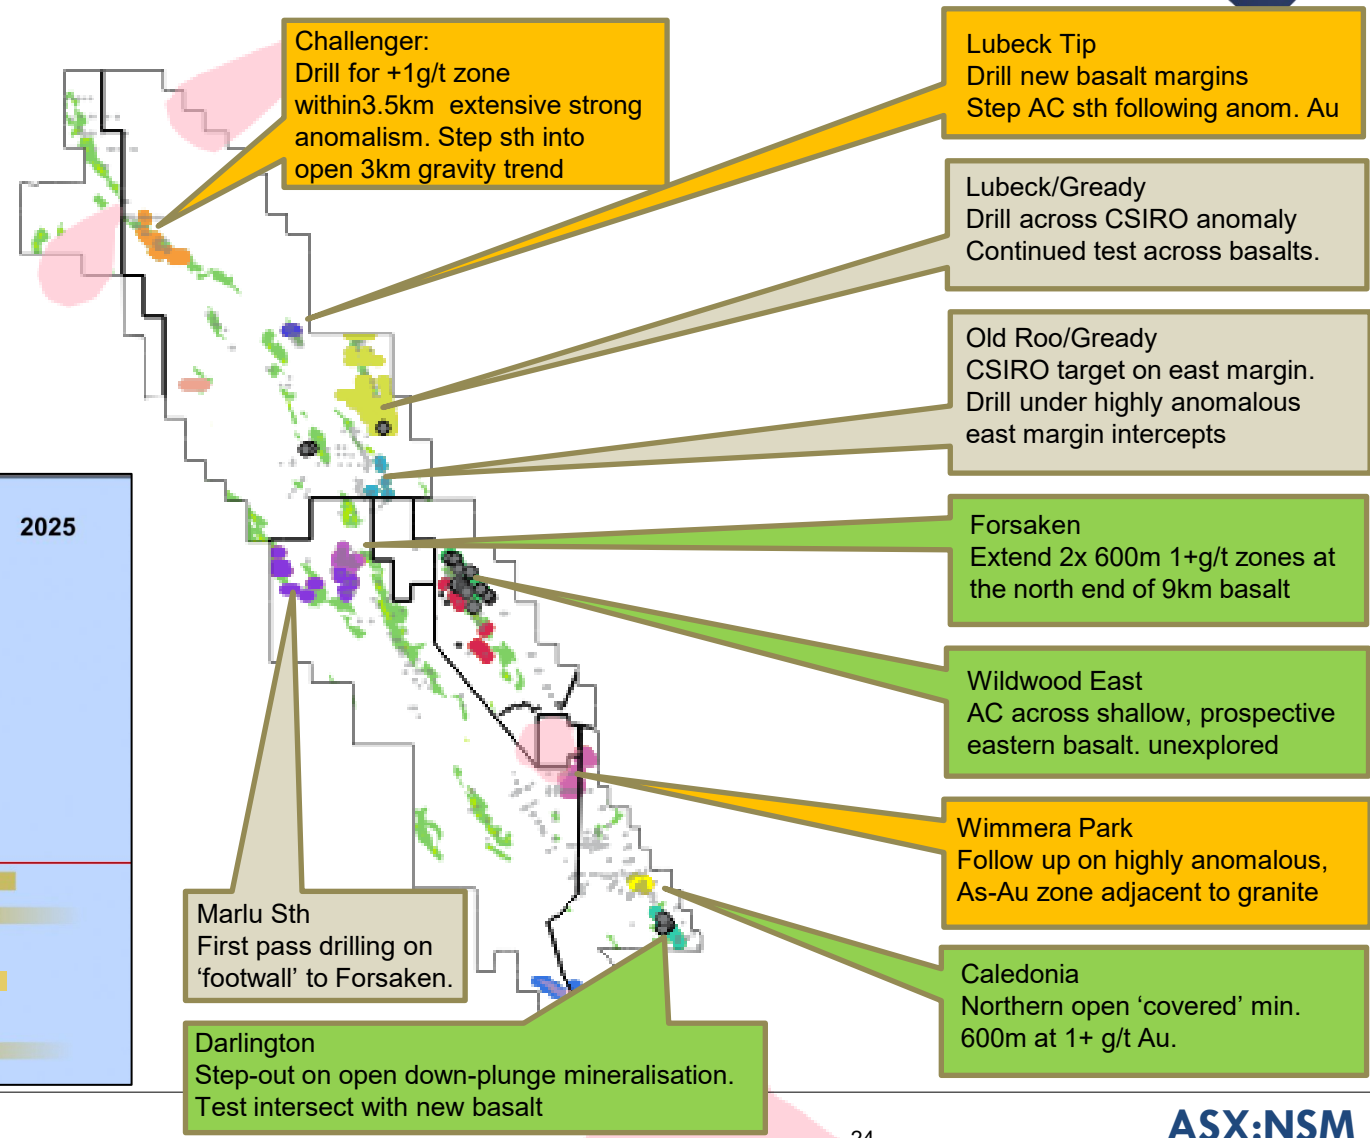 Challenger:
Drill for +1g/t zone
within3.5km extensive strong
anomalism. Step sth into
open 3km gravity trend
Lubeck Tip
Drill new basalt margins
Step AC sth following anom. Au
Lubeck/Gready
Drill across CSIRO anomaly
Continued test across basalts.
Old Roo/Gready
CSIRO target on east margin.
Drill under highly anomalous
east margin intercepts
2025
Forsaken
Extend 2x 600m 1+g/t zones at
the north end of 9km basalt
Wildwood East
AC across shallow, prospective
eastern basalt. unexplored
Wimmera Park
Follow up on highly anomalous,
As-Au zone adjacent to granite
Marlu Sth
First pass drilling on
‘footwall’ to Forsaken.
Caledonia
Northern open ‘covered’ min.
600m at 1+ g/t Au.
Darlington
Step-out on open down-plunge mineralisation.
Test intersect with new basalt
24
ASX:NSM